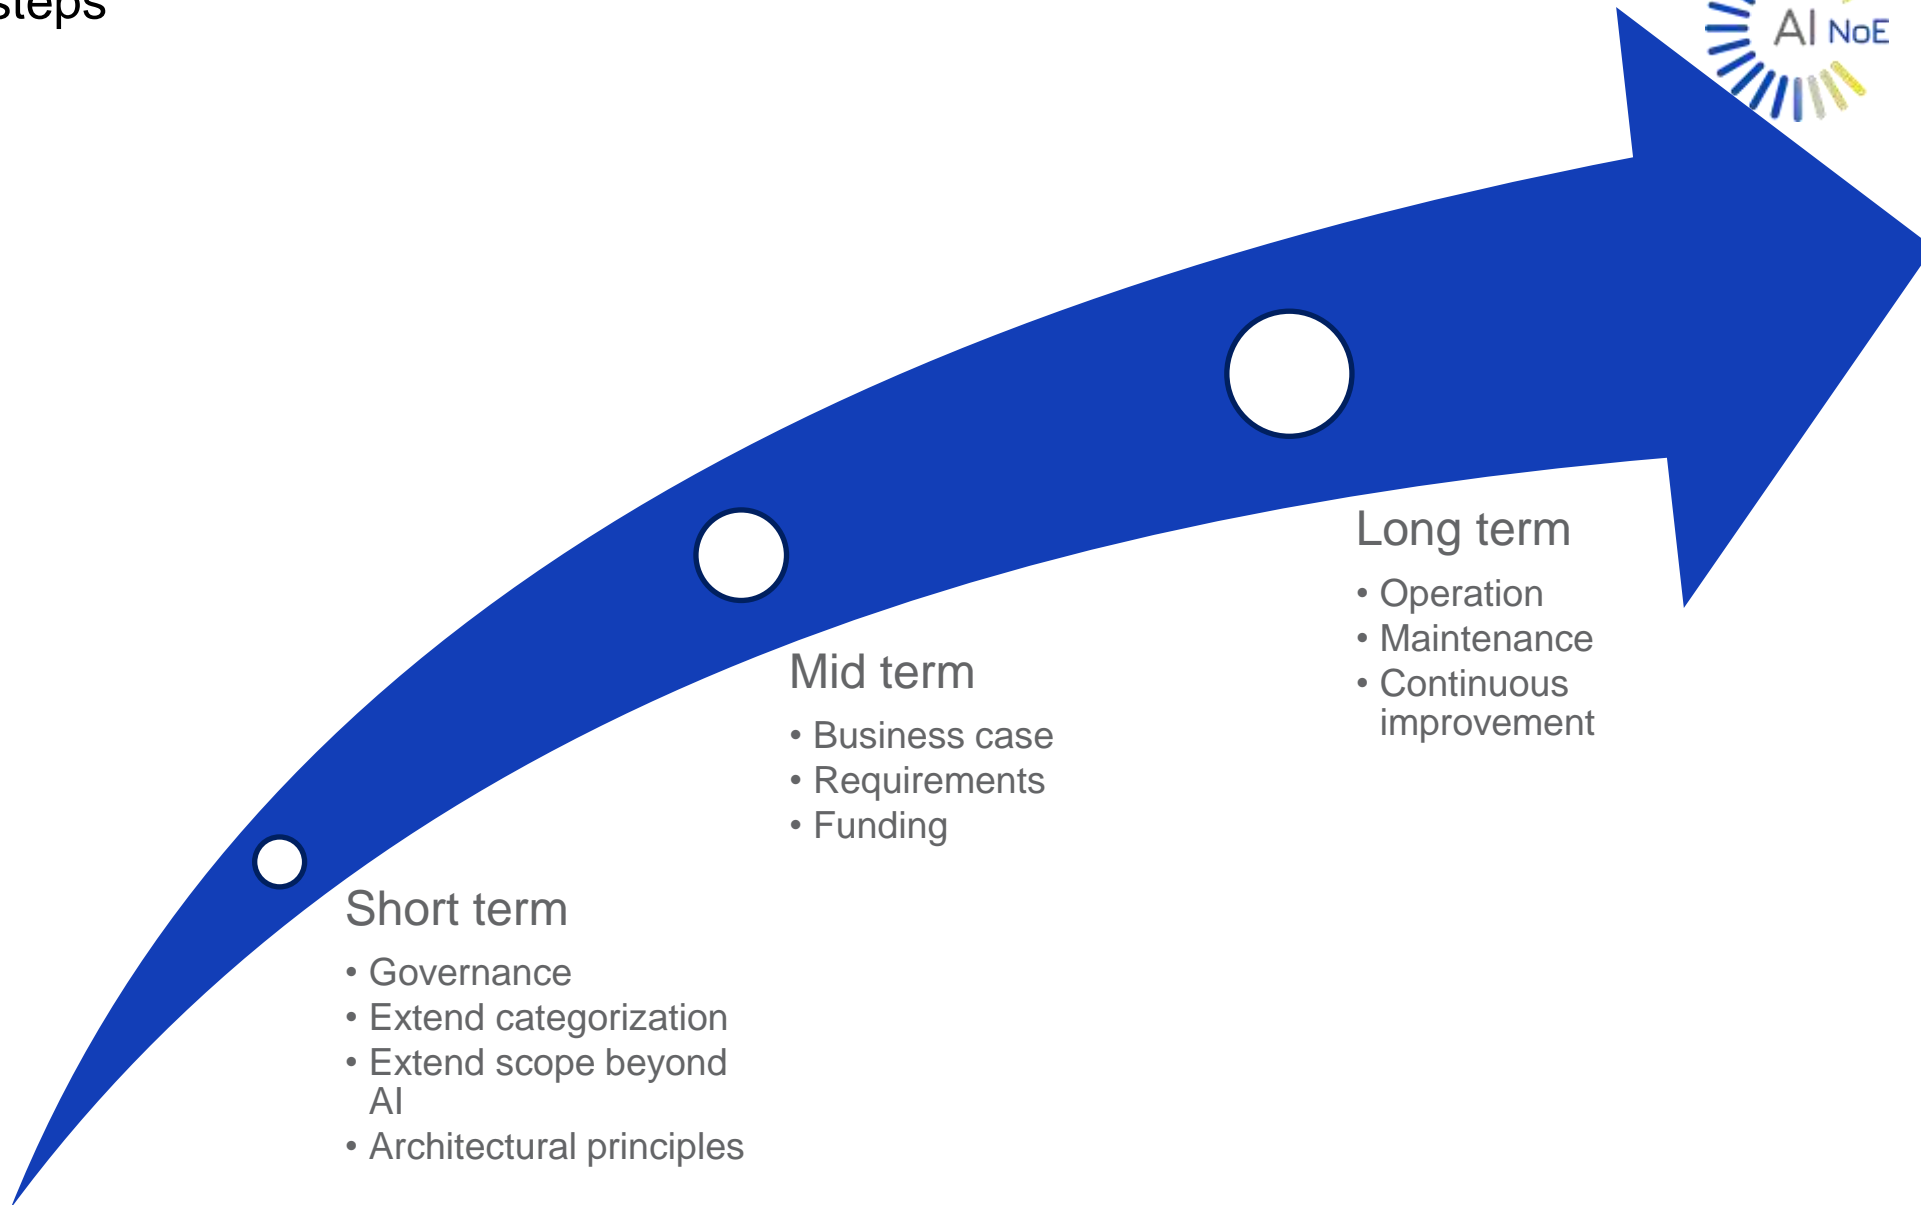 steps
AI NoE
Long term
• Operation
• Maintenance
• Continuous
improvement
Mid term
• Business case
• Requirements
• Funding
Short term
• Governance
• Extend categorization
• Extend scope beyond
AI
• Architectural principles